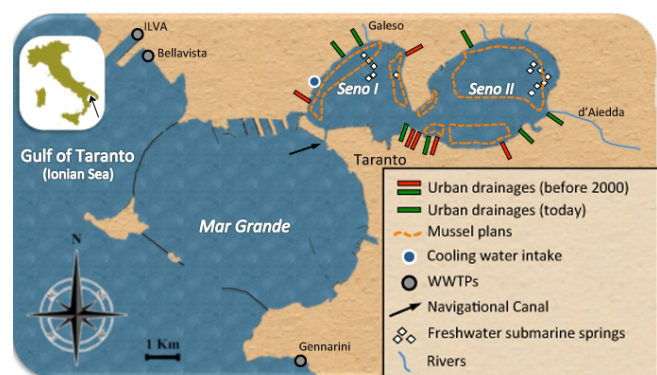 ILVA
Bellavista
Galeso
Seno I
Seno II
d'Aiedda
Gulf of Taranto
(Ionian Sea)
Taranto
Mar Grande
N
1 Km
Gennarini
Urban drainages (before 2000)
Urban drainages (today)
Mussel plans
Cooling water intake
WWTPs
Navigational Canal
Freshwater submarine springs
Rivers